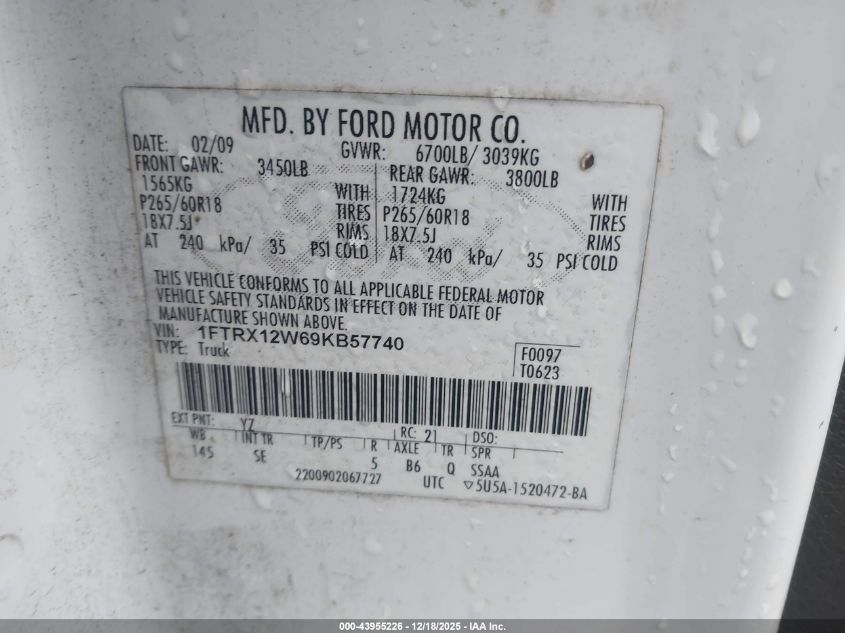 MFD. BY FORD MOTOR CO.
DATE: 02/09 GVWR: 6700LB/ 3039KG
FRONT GAWR: 3450LB REAR GAWR: 3800LB
1565KG WITH 1724KG WITH
P265/60R18 TIRES P265/60R18 TIRES
18X7.5J RIMS 18X7.5J RIMS
AT 240 kPa/ 35 PSI COLD AT 240 kPa/ 35 PSI COLD
THIS VEHICLE CONFORMS TO ALL APPLICABLE FEDERAL MOTOR
VEHICLE SAFETY STANDARDS IN EFFECT ON THE DATE OF
MANUFACTURE SHOWN ABOVE.
VIN: 1FTRX12W69KB57740
TYPE: Truck F0097
T0623
EXT PNT: YZ RC: 21 DSO:
WB INT TR TP/PS R AXLE TR SPR
145 SE 5 B6 Q SSAA
2200902067727 UTC ▽5U5A-1520472-BA
000-43955226 - 12/18/2025 - IAA Inc.